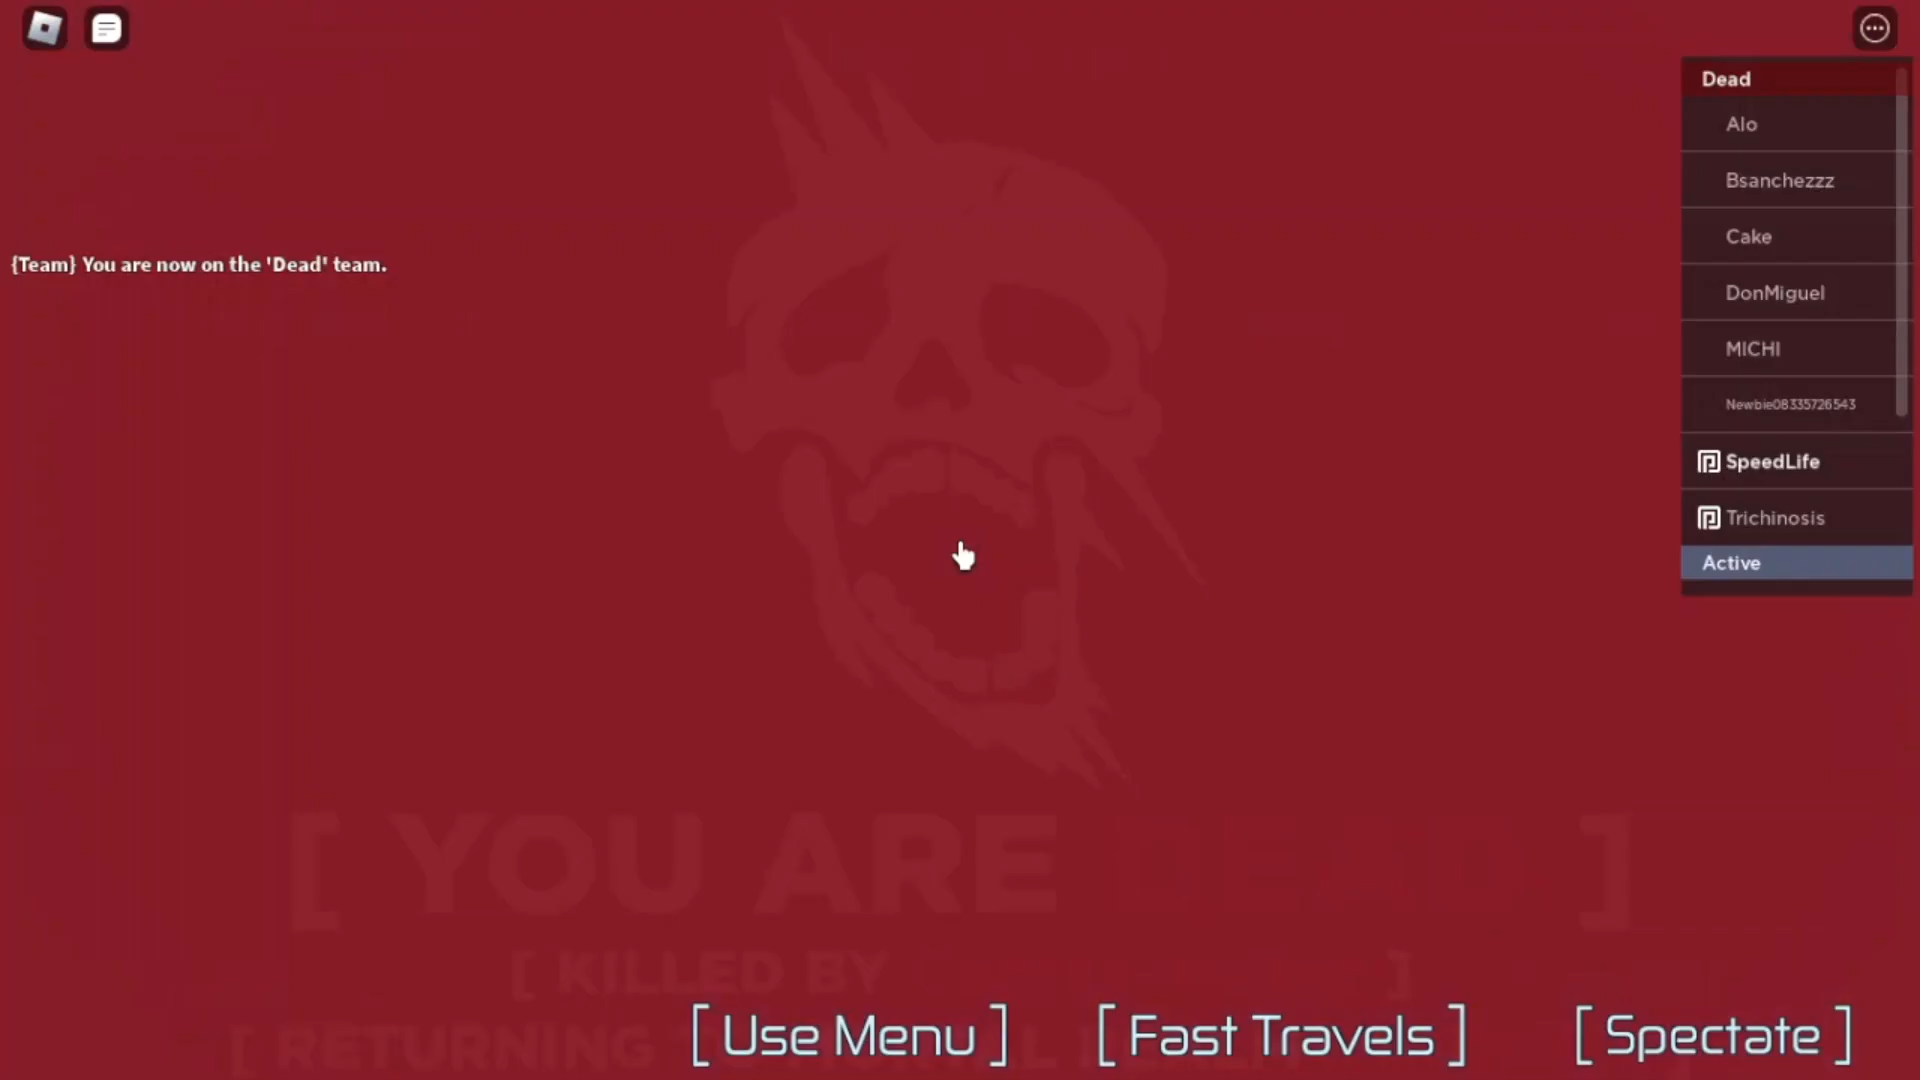 Dead
Alo
Bsanchezzz
Cake
{Team} You are now on the 'Dead' team.
DonMiguel
MICHI
Newbie08335726543
SpeedLife
Trichinosis
Active
[ YOU ARE DEAD ]
[ KILLED BY ]
[ RETURNING
[ Use Menu ] [ Fast Travels ] [ Spectate ]